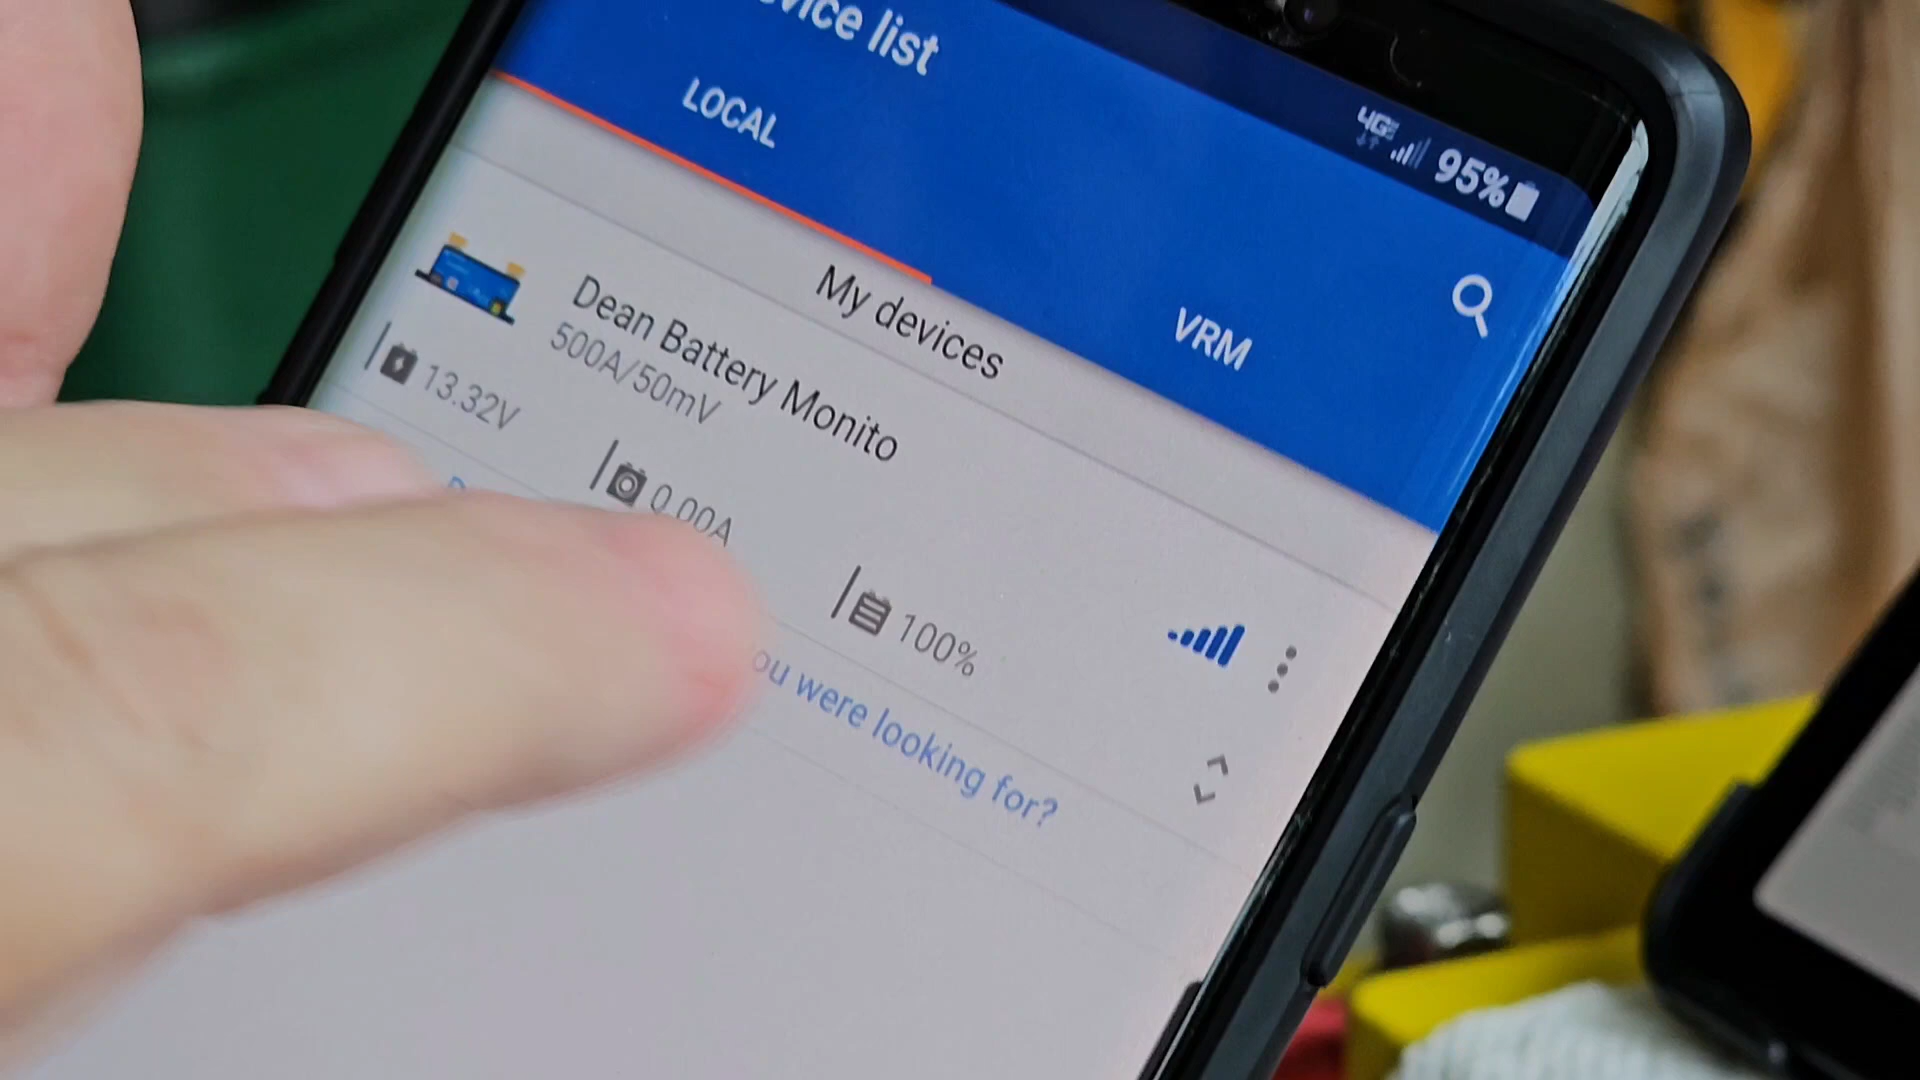 4G 95%
vice list
LOCAL
VRM
My devices
Dean Battery Monito
500A/50mV
13.32V
0.00A
100%
ou were looking for?